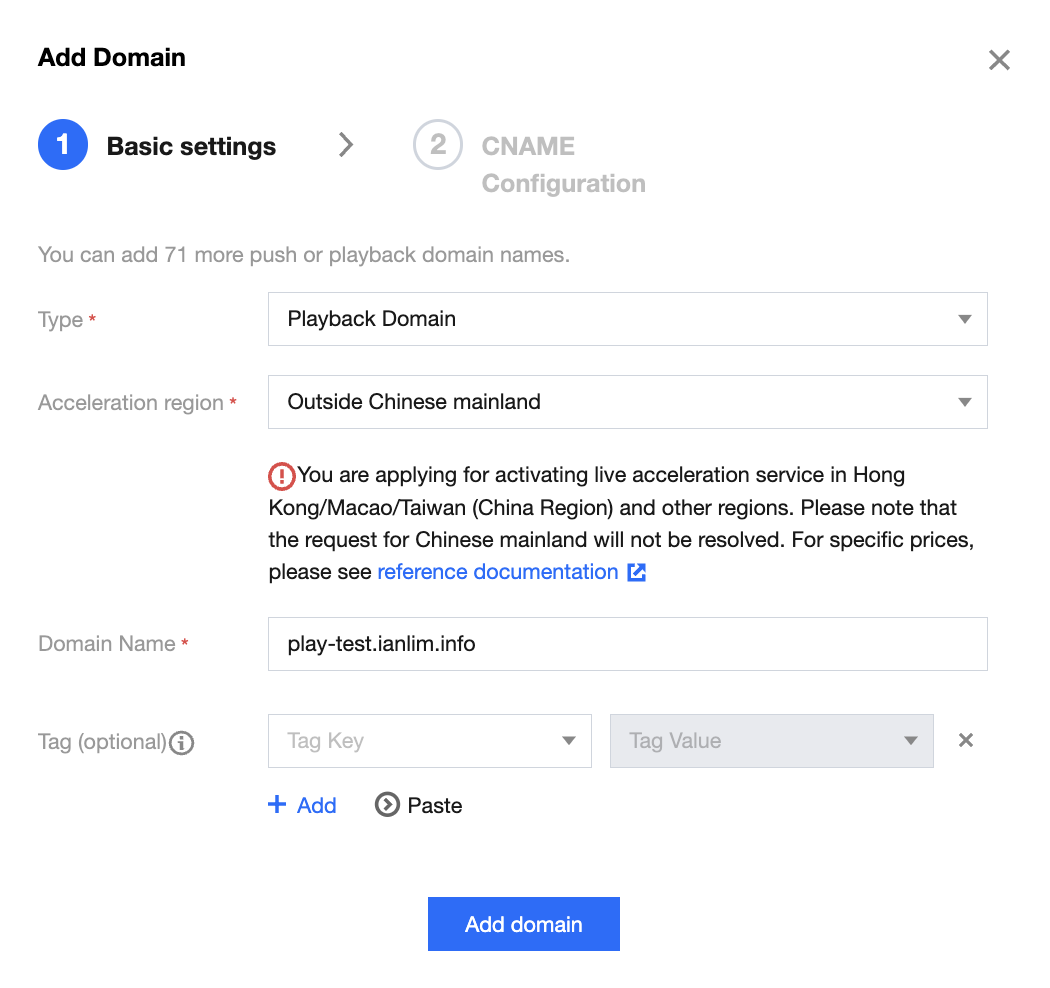 Add Domain
1 Basic settings
2 CNAME
Configuration
You can add 71 more push or playback domain names.
Type * Playback Domain
Acceleration region * Outside Chinese mainland
You are applying for activating live acceleration service in Hong
Kong/Macao/Taiwan (China Region) and other regions. Please note that
the request for Chinese mainland will not be resolved. For specific prices,
please see reference documentation
Domain Name * play-test.ianlim.info
Tag (optional) Tag Key Tag Value
+ Add Paste
Add domain